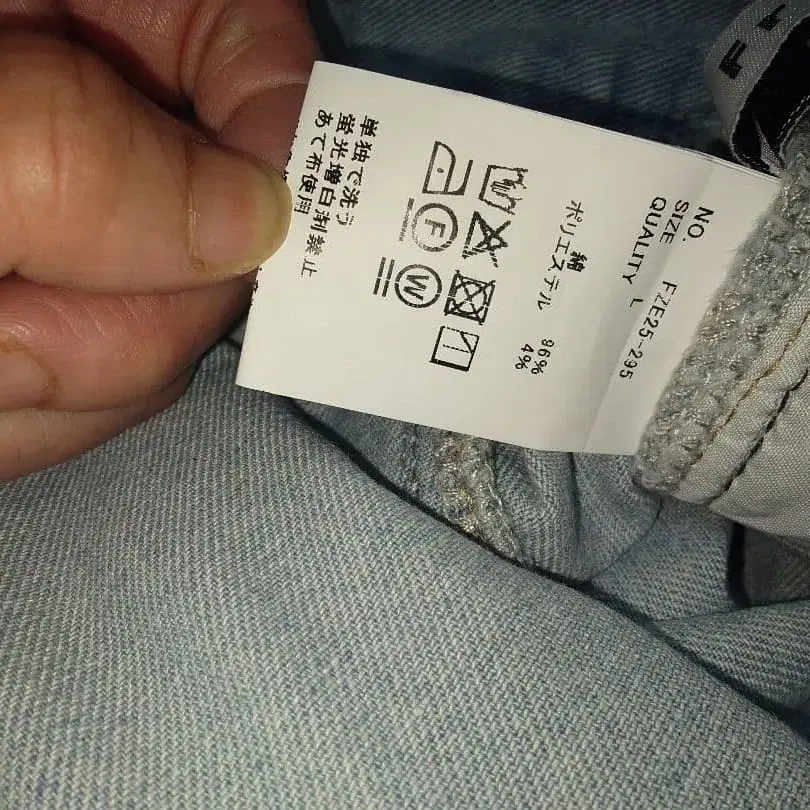 NO. FZE25-295
SIZE L
QUALITY
綿 96%
ポリエステル 4%
F
W
単独で洗う
蛍光増白剤禁止
あて布使用